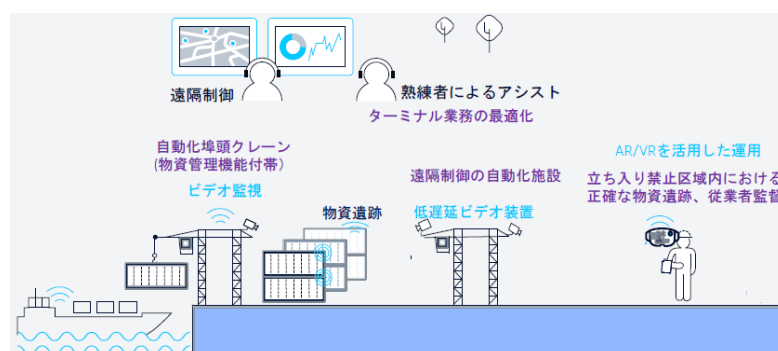 遠隔制御
熟練者によるアシスト
ターミナル業務の最適化
自動化埠頭クレーン
(物資管理機能付帯)
ビデオ監視
物資遺跡
遠隔制御の自動化施設
低遅延ビデオ装置
AR/VRを活用した運用
立ち入り禁止区域内における
正確な物資遺跡、従業者監督